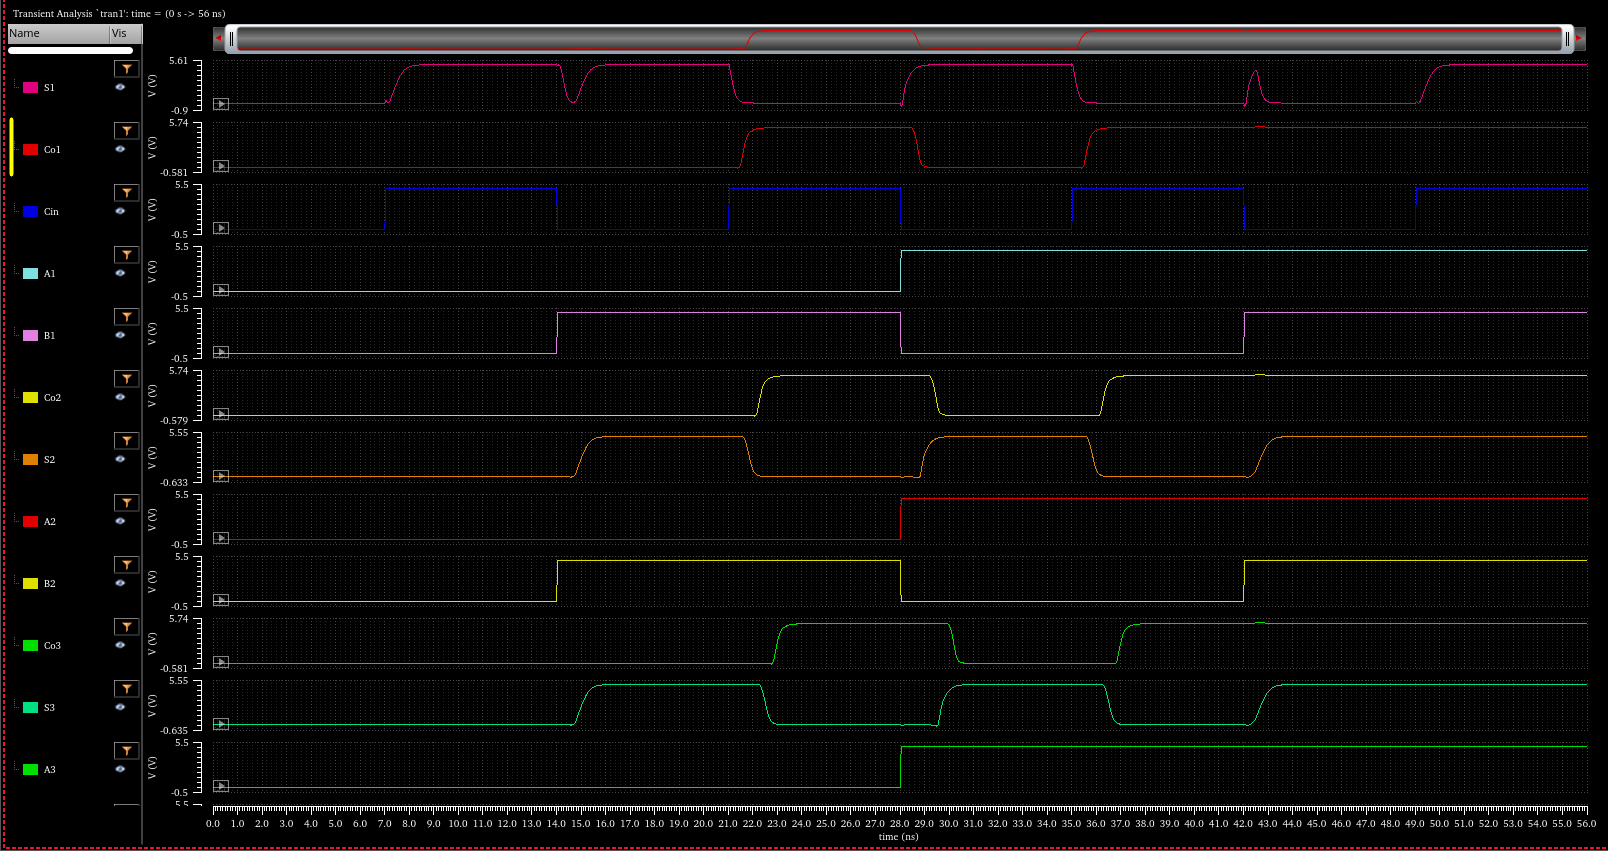 Transient Analysis `tran1': time = (0 s -> 56 ns)
Name Vis
S1 V (V) 5.61 -0.9
Co1 V (V) 5.74 -0.581
Cin V (V) 5.5 -0.5
A1 V (V) 5.5 -0.5
B1 V (V) 5.5 -0.5
Co2 V (V) 5.74 -0.579
S2 V (V) 5.55 -0.633
A2 V (V) 5.5 -0.5
B2 V (V) 5.5 -0.5
Co3 V (V) 5.74 -0.581
S3 V (V) 5.55 -0.635
A3 V (V) 5.5 -0.5
5.5
0.0 1.0 2.0 3.0 4.0 5.0 6.0 7.0 8.0 9.0 10.0 11.0 12.0 13.0 14.0 15.0 16.0 17.0 18.0 19.0 20.0 21.0 22.0 23.0 24.0 25.0 26.0 27.0 28.0 29.0 30.0 31.0 32.0 33.0 34.0 35.0 36.0 37.0 38.0 39.0 40.0 41.0 42.0 43.0 44.0 45.0 46.0 47.0 48.0 49.0 50.0 51.0 52.0 53.0 54.0 55.0 56.0
time (ns)